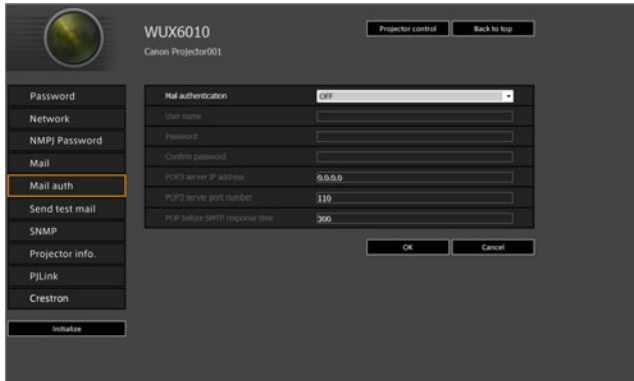 WUX6010
Canon Projector001
Projector control
Back to top
Password
Network
NMPJ Password
Mail
Mail auth
Send test mail
SNMP
Projector info.
PJLink
Crestron
Initialize
Mail authentication OFF
User name
Password
Confirm password
POP3 server IP address 0.0.0.0
POP3 server port number 110
POP before SMTP response time 300
OK
Cancel